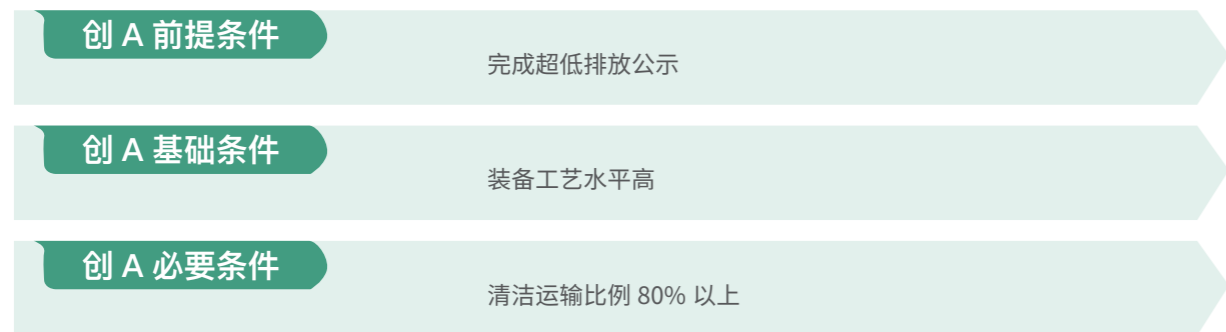 创 A 前提条件
完成超低排放公示
创 A 基础条件
装备工艺水平高
创 A 必要条件
清洁运输比例 80% 以上